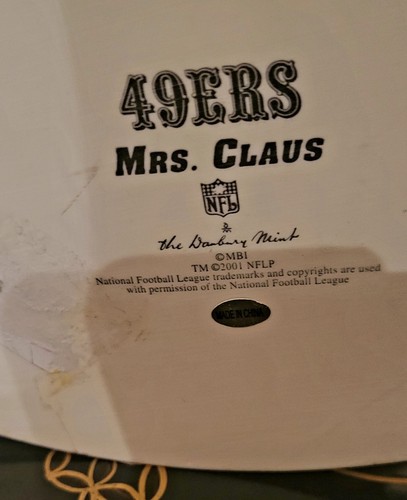 49ERS
MRS. CLAUS
NFL
The Danbury Mint
©MBI
TM ©2001 NFLP
National Football League trademarks and copyrights are used
with permission of the National Football League
MADE IN CHINA